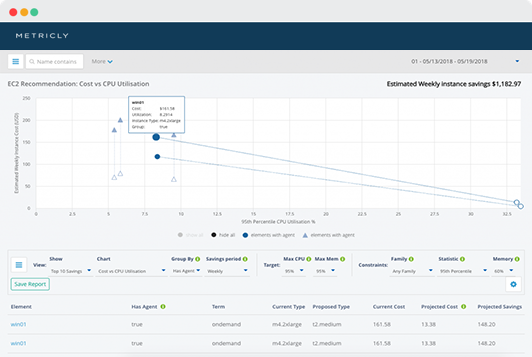 METRICLY
Name contains More 01 - 05/13/2018 - 05/19/2018
EC2 Recommendation: Cost vs CPU Utilisation Estimated Weekly instance savings $1,182.97
Estimated Weekly Instance Cost (USD)
250
200
150
100
50
0
win01
Cost: $161.58
Utilisation: 8.2914
Instance Type: m4.2xlarge
Group: true
0 2.5 5 7.5 10 12.5 15 17.5 20 22.5 25 27.5 30 32.5
95th Percentile CPU Utilisation %
show all hide all elements with agent elements with agent
View: Show Chart Group By Savings period Target: Max CPU Max Mem Constraints: Family Statistic Memory
Top 10 Savings Cost vs CPU Utilisation Has Agent Weekly 95% 95% Any Family 95th Percentile 60%
Save Report
Element Has Agent Term Current Type Proposed Type Current Cost Projected Cost Projected Savings
win01 true ondemand m4.2xlarge t2.medium 161.58 13.38 148.20
win01 true ondemand m4.2xlarge t2.medium 161.58 13.38 148.20